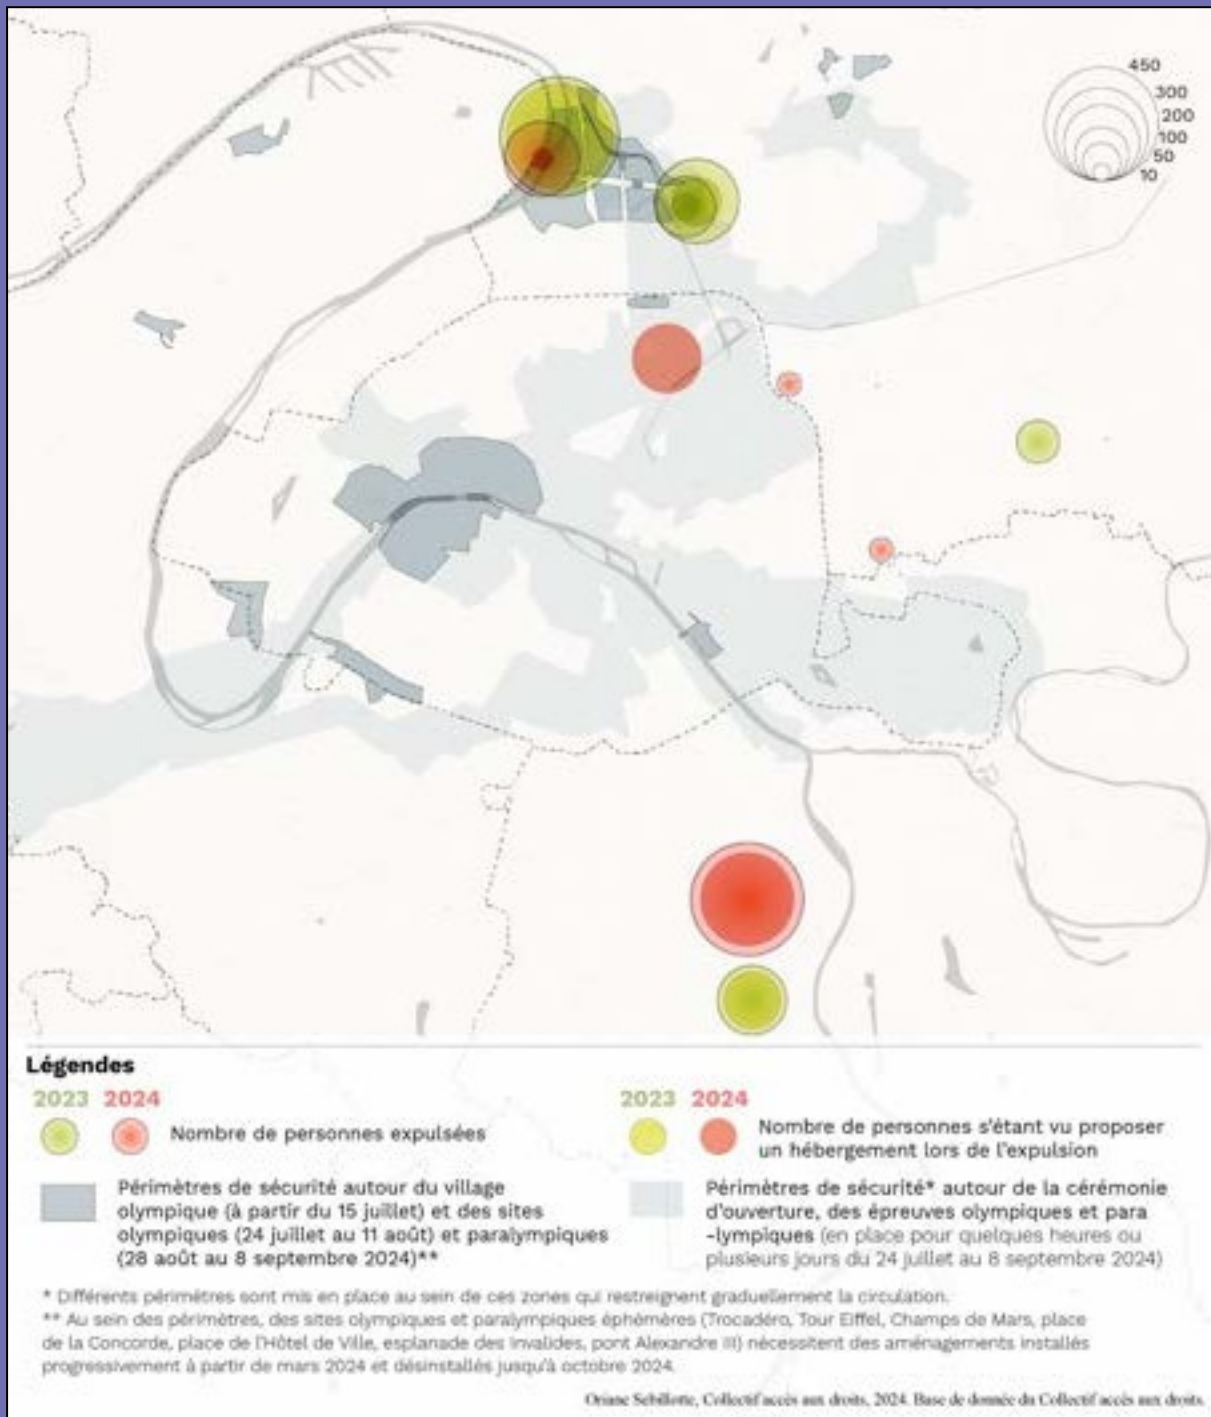 450
300
200
100
50
10
Légendes
2023 2024
Nombre de personnes expulsées
2023 2024
Nombre de personnes s'étant vu proposer
un hébergement lors de l'expulsion
Périmètres de sécurité autour du village
olympique (à partir du 15 juillet) et des sites
olympiques (24 juillet au 11 août) et paralympiques
(28 août au 8 septembre 2024)**
Périmètres de sécurité* autour de la cérémonie
d'ouverture, des épreuves olympiques et para
-lympiques (en place pour quelques heures ou
plusieurs jours du 24 juillet au 8 septembre 2024)
* Différents périmètres sont mis en place au sein de ces zones qui restreignent graduellement la circulation.
** Au sein des périmètres, des sites olympiques et paralympiques éphémères (Trocadéro, Tour Eiffel, Champs de Mars, place
de la Concorde, place de l'Hôtel de Ville, esplanade des Invalides, pont Alexandre III) nécessitent des aménagements installés
progressivement à partir de mars 2024 et désinstallés jusqu'à octobre 2024.
Oriane Sebillotte, Collectif accès aux droits, 2024. Base de donnée du Collectif accès aux droits.